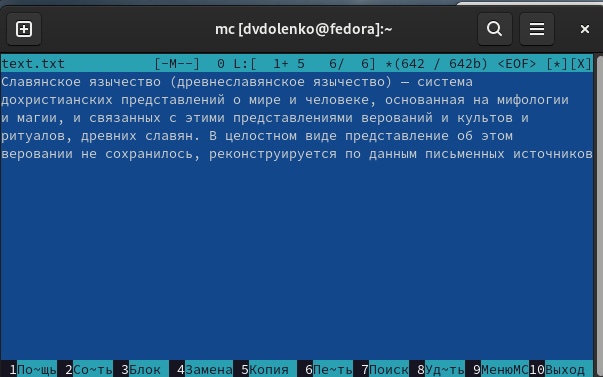 mc [dvdolenko@fedora]:~
text.txt [-M--] 0 L:[ 1+ 5 6/ 6] *(642 / 642b) <EOF> [*][X]
Славянское язычество (древнеславянское язычество) — система
дохристианских представлений о мире и человеке, основанная на мифологии
и магии, и связанных с этими представлениями верований и культов и
ритуалов, древних славян. В целостном виде представление об этом
веровании не сохранилось, реконструируется по данным письменных источников
1По~щь 2Со~ть 3Блок 4Замена 5Копия 6Пе~ть 7Поиск 8Уд~ть 9МенюMC 10Выход